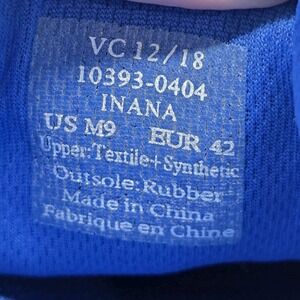 VC 12/18
10393-0404
INANA
US M9 EUR 42
Upper:Textile+Synthetic
Outsole:Rubber
Made in China
Fabrique en Chine